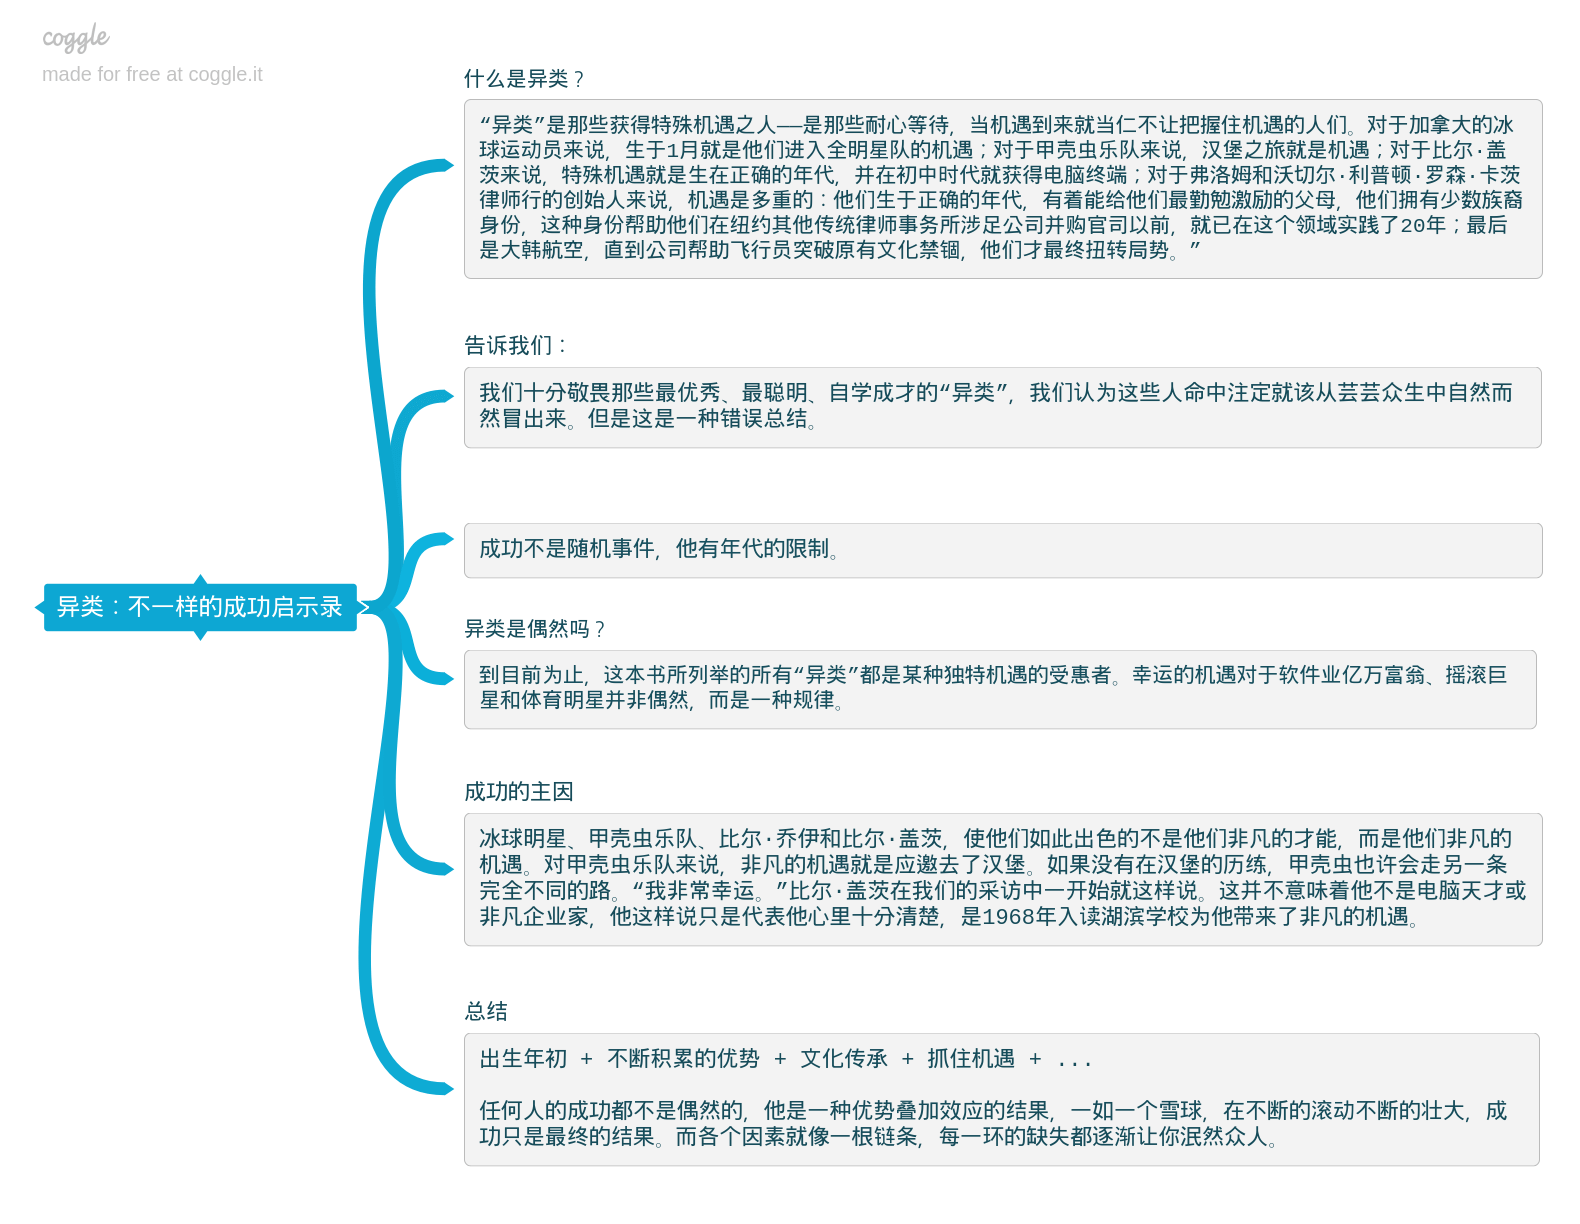 coggle
made for free at coggle.it
什么是异类？
“异类”是那些获得特殊机遇之人——是那些耐心等待，当机遇到来就当仁不让把握住机遇的人们。对于加拿大的冰
球运动员来说，生于1月就是他们进入全明星队的机遇；对于甲壳虫乐队来说，汉堡之旅就是机遇；对于比尔·盖
茨来说，特殊机遇就是生在正确的年代，并在初中时代就获得电脑终端；对于弗洛姆和沃切尔·利普顿·罗森·卡茨
律师行的创始人来说，机遇是多重的：他们生于正确的年代，有着能给他们最勤勉激励的父母，他们拥有少数族裔
身份，这种身份帮助他们在纽约其他传统律师事务所涉足公司并购官司以前，就已在这个领域实践了20年；最后
是大韩航空，直到公司帮助飞行员突破原有文化禁锢，他们才最终扭转局势。”
告诉我们：
我们十分敬畏那些最优秀、最聪明、自学成才的“异类”，我们认为这些人命中注定就该从芸芸众生中自然而
然冒出来。但是这是一种错误总结。
成功不是随机事件，他有年代的限制。
异类：不一样的成功启示录
异类是偶然吗？
到目前为止，这本书所列举的所有“异类”都是某种独特机遇的受惠者。幸运的机遇对于软件业亿万富翁、摇滚巨
星和体育明星并非偶然，而是一种规律。
成功的主因
冰球明星、甲壳虫乐队、比尔·乔伊和比尔·盖茨，使他们如此出色的不是他们非凡的才能，而是他们非凡的
机遇。对甲壳虫乐队来说，非凡的机遇就是应邀去了汉堡。如果没有在汉堡的历练，甲壳虫也许会走另一条
完全不同的路。“我非常幸运。”比尔·盖茨在我们的采访中一开始就这样说。这并不意味着他不是电脑天才或
非凡企业家，他这样说只是代表他心里十分清楚，是1968年入读湖滨学校为他带来了非凡的机遇。
总结
出生年初 + 不断积累的优势 + 文化传承 + 抓住机遇 + ...
任何人的成功都不是偶然的，他是一种优势叠加效应的结果，一如一个雪球，在不断的滚动不断的壮大，成
功只是最终的结果。而各个因素就像一根链条，每一环的缺失都逐渐让你泯然众人。